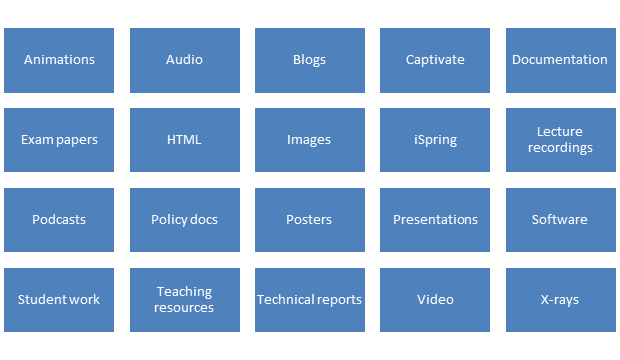 Animations
Audio
Blogs
Captivate
Documentation
Exam papers
HTML
Images
iSpring
Lecture
recordings
Podcasts
Policy docs
Posters
Presentations
Software
Student work
Teaching
resources
Technical reports
Video
X-rays